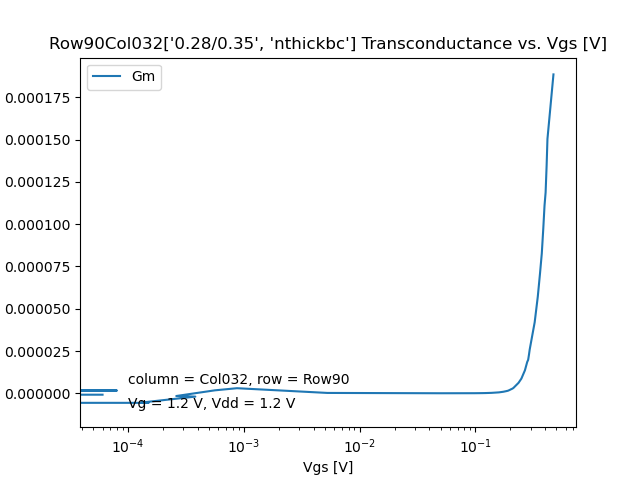 Row90Col032['0.28/0.35', 'nthickbc'] Transconductance vs. Vgs [V]
Gm
0.000175
0.000150
0.000125
0.000100
0.000075
0.000050
0.000025
0.000000
column = Col032, row = Row90
Vg = 1.2 V, Vdd = 1.2 V
10⁻⁴
10⁻³
10⁻²
10⁻¹
Vgs [V]